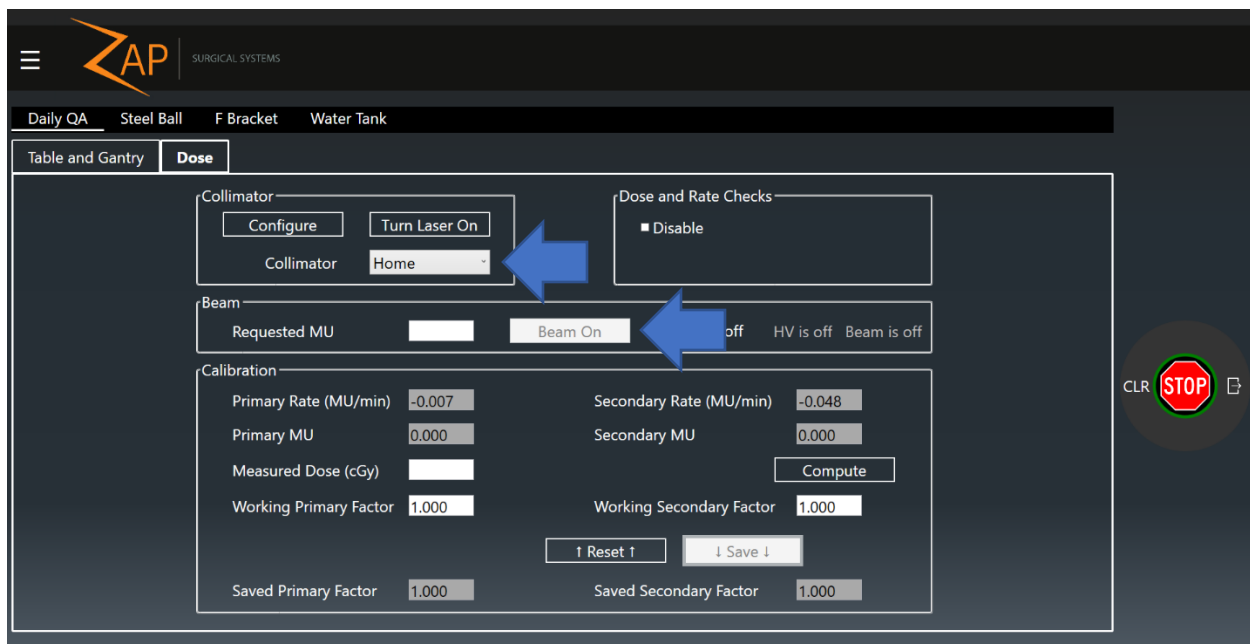 ZAP SURGICAL SYSTEMS
Daily QA Steel Ball F Bracket Water Tank
Table and Gantry Dose
Collimator
Configure Turn Laser On
Collimator Home
Dose and Rate Checks
Disable
Beam
Requested MU Beam On off HV is off Beam is off
CLR STOP
Calibration
Primary Rate (MU/min) -0.007 Secondary Rate (MU/min) -0.048
Primary MU 0.000 Secondary MU 0.000
Measured Dose (cGy) Compute
Working Primary Factor 1.000 Working Secondary Factor 1.000
↑ Reset ↑ ↓ Save ↓
Saved Primary Factor 1.000 Saved Secondary Factor 1.000